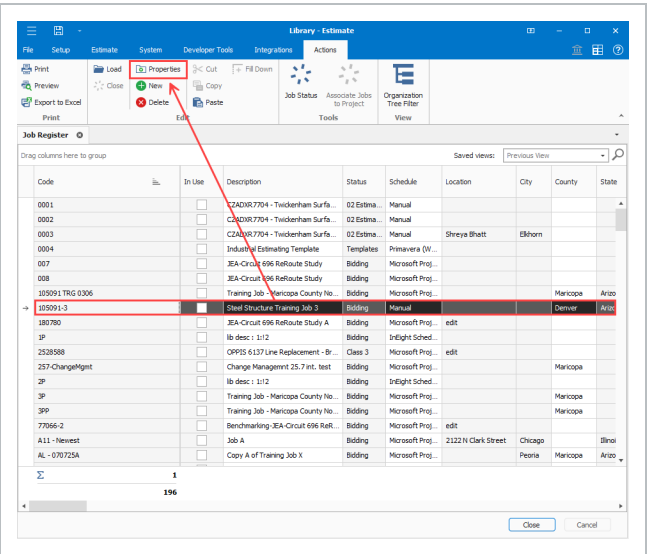 Library - Estimate
File Setup Estimate System Developer Tools Integrations Actions
Print Load Properties Cut Fill Down
Preview Close New Copy
Export to Excel Delete Paste
Job Status Associate Jobs to Project Organization Tree Filter
Print Edit Tools View
Job Register
Drag columns here to group Saved views: Previous View
Code In Use Description Status Schedule Location City County State
0001 CZADXR7704 - Twickenham Surfa... 02 Estima... Manual
0002 CZADXR7704 - Twickenham Surfa... 02 Estima... Manual
0003 CZADXR7704 - Twickenham Surfa... 02 Estima... Manual Shreya Bhatt Elkhorn
0004 Industrial Estimating Template Templates Primavera (W...
007 JEA-Circuit 696 ReRoute Study Bidding Microsoft Proj...
008 JEA-Circuit 696 ReRoute Study Bidding Microsoft Proj...
105091 TRG 0306 Training Job - Maricopa County No... Bidding Microsoft Proj... Maricopa Arizo
105091-3 Steel Structure Training Job 3 Bidding Manual Denver Arizo
180780 JEA-Circuit 696 ReRoute Study A Bidding Microsoft Proj... edit
1P lib desc : 1:!2 Bidding InEight Sched...
2528588 OPPIS 6137 Line Replacement - Br... Class 3 Microsoft Proj... edit
257-ChangeMgmt Change Managemnt 25.7 int. test Bidding Microsoft Proj... Maricopa
2P lib desc : 1:!2 Bidding InEight Sched...
3P Training Job - Maricopa County No... Bidding Microsoft Proj... Maricopa
3PP Training Job - Maricopa County No... Bidding Microsoft Proj... Maricopa
77066-2 Benchmarking-JEA-Circuit 696 ReR... Bidding Microsoft Proj... edit
A11 - Newest Job A Bidding Microsoft Proj... 2122 N Clark Street Chicago Illinoi
AL - 070725A Copy A of Training Job X Bidding Microsoft Proj... Peoria Maricopa Arizo
Σ 1
196
Close Cancel